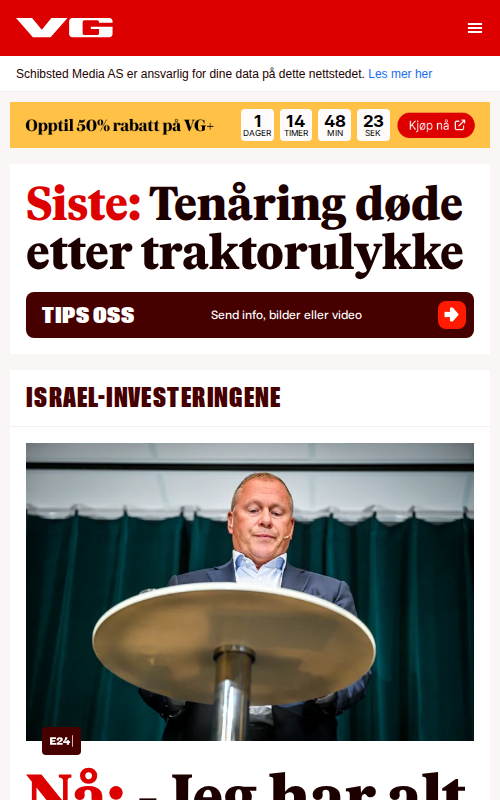 VG
Schibsted Media AS er ansvarlig for dine data på dette nettstedet. Les mer her
Opptil 50% rabatt på VG+
1 14 48 23
DAGER TIMER MIN SEK
Kjøp nå
Siste: Tenåring døde
etter traktorulykke
TIPS OSS
Send info, bilder eller video
ISRAEL-INVESTERINGENE
E24
Nå: - Jeg har alt